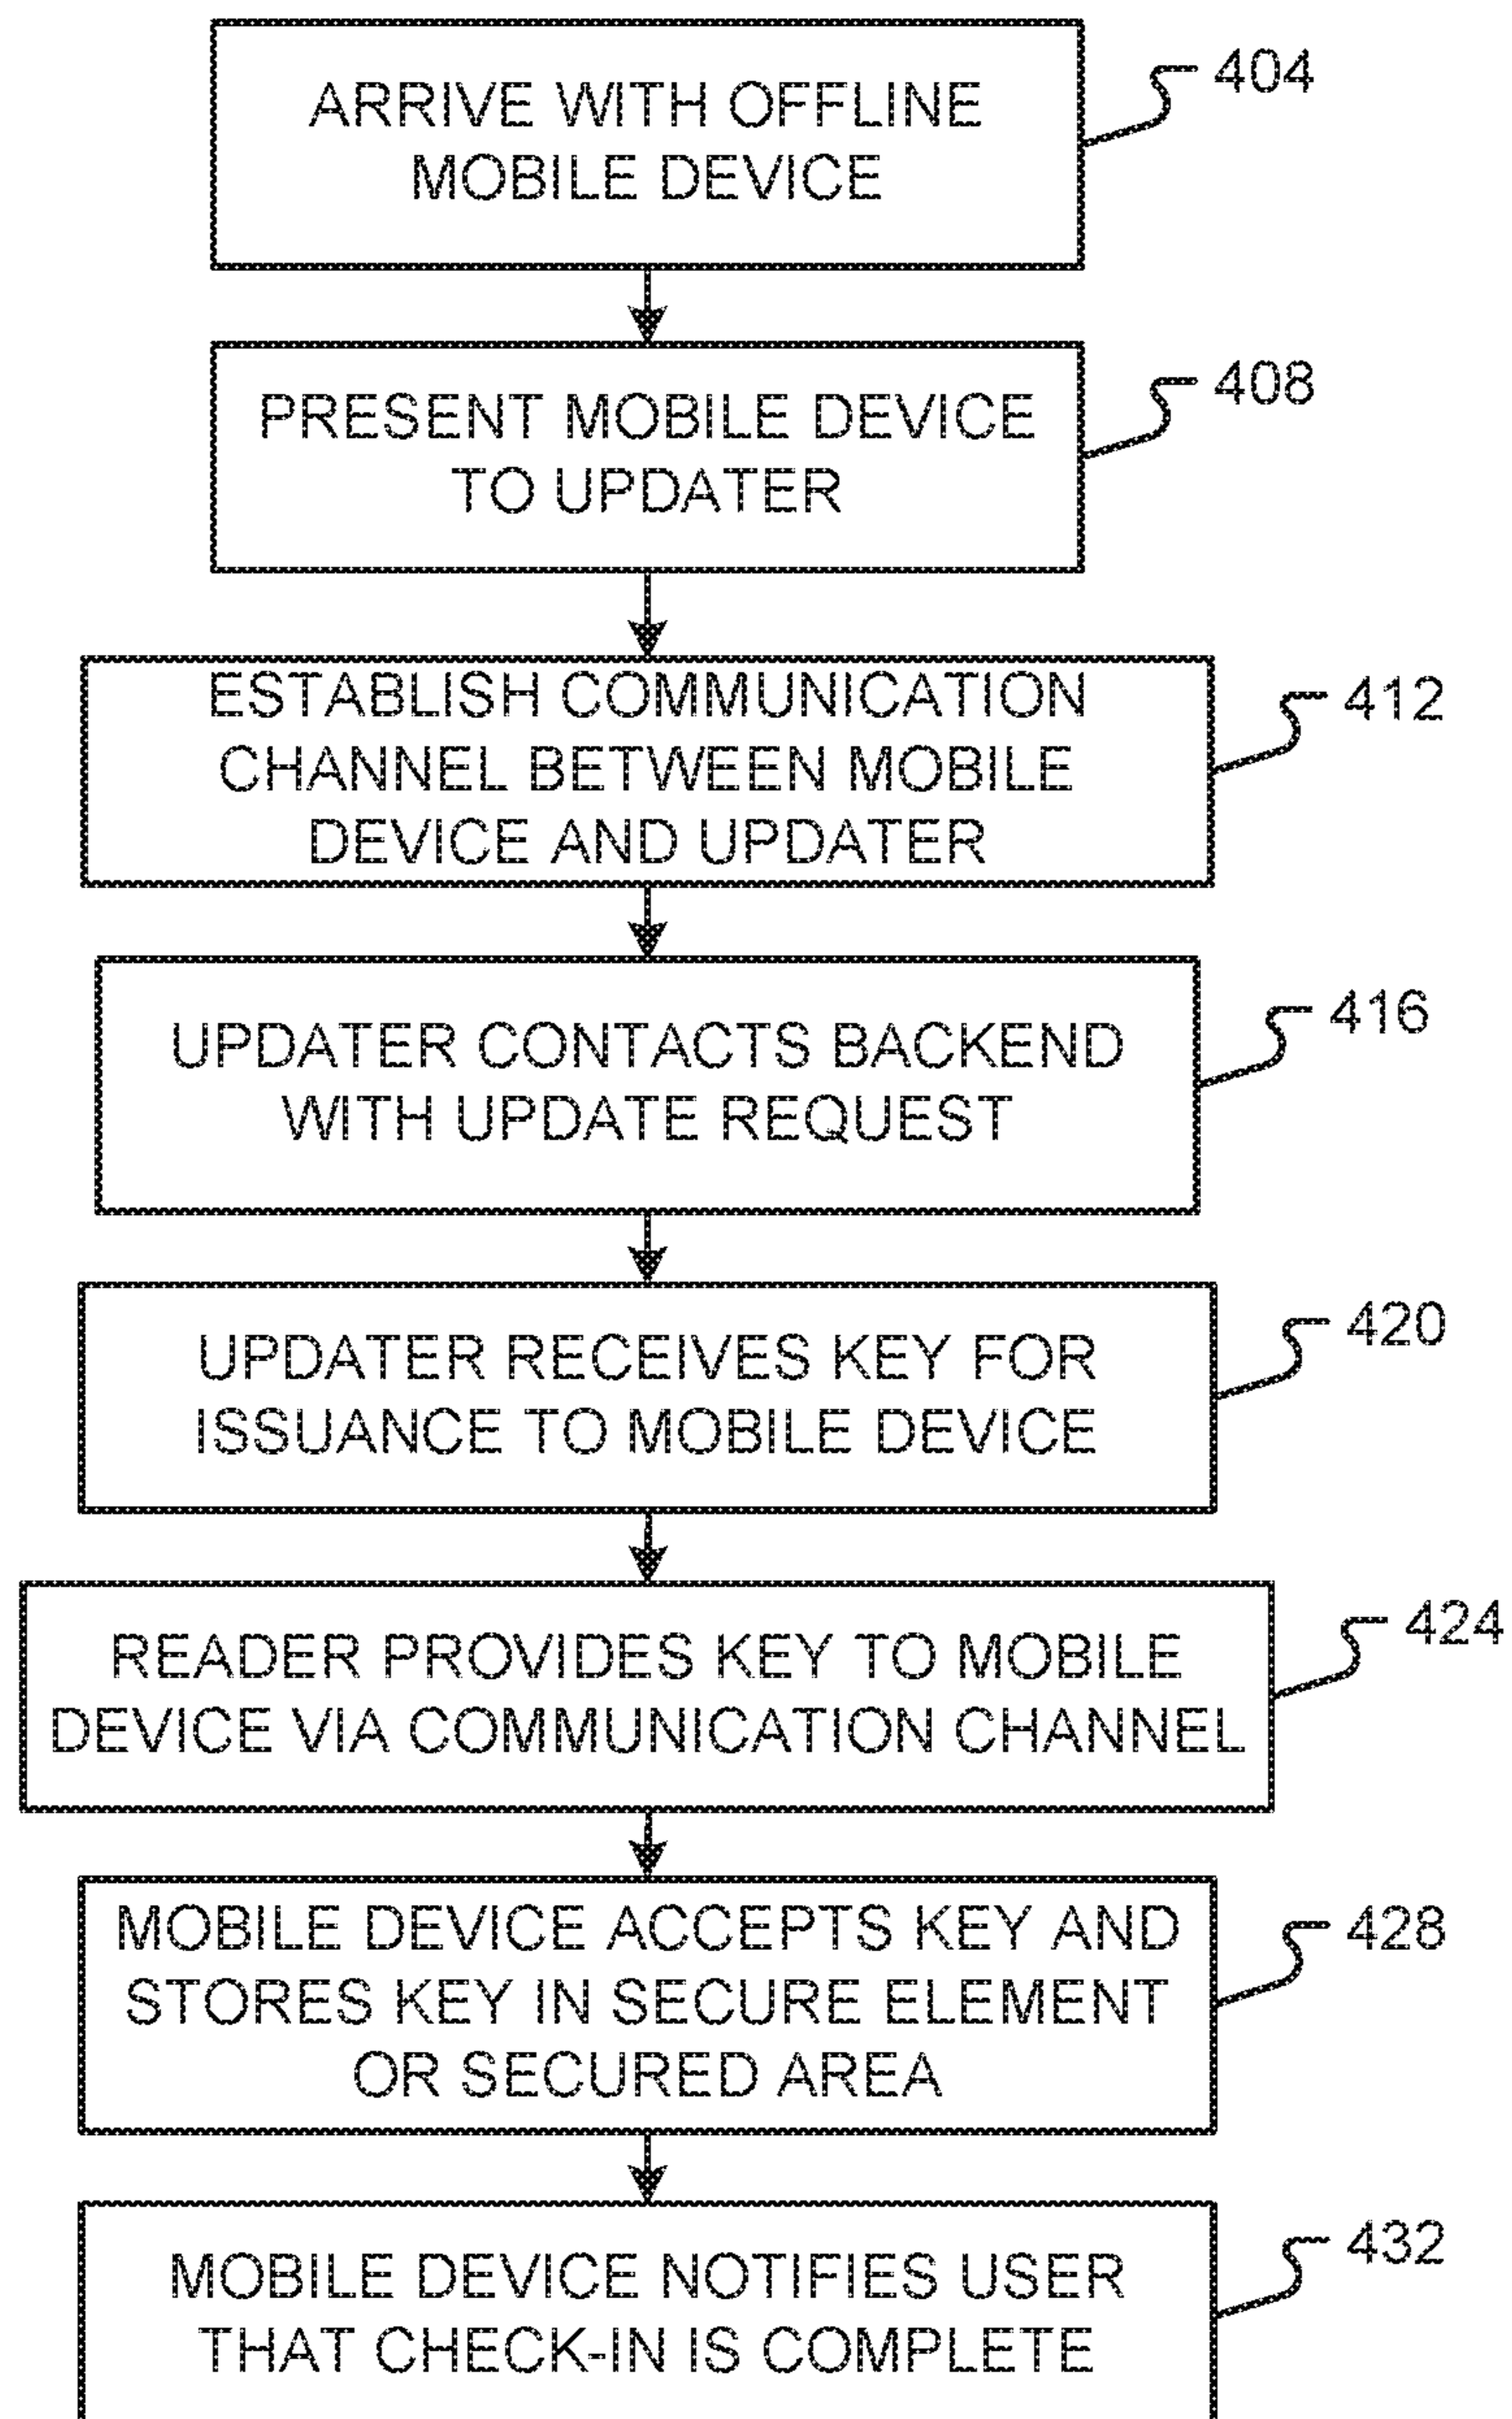 ARRIVE WITH OFFLINE
MOBILE DEVICE
404
PRESENT MOBILE DEVICE
TO UPDATER
408
ESTABLISH COMMUNICATION
CHANNEL BETWEEN MOBILE
DEVICE AND UPDATER
412
UPDATER CONTACTS BACKEND
WITH UPDATE REQUEST
416
UPDATER RECEIVES KEY FOR
ISSUANCE TO MOBILE DEVICE
420
READER PROVIDES KEY TO MOBILE
DEVICE VIA COMMUNICATION CHANNEL
424
MOBILE DEVICE ACCEPTS KEY AND
STORES KEY IN SECURE ELEMENT
OR SECURED AREA
428
MOBILE DEVICE NOTIFIES USER
THAT CHECK-IN IS COMPLETE
432